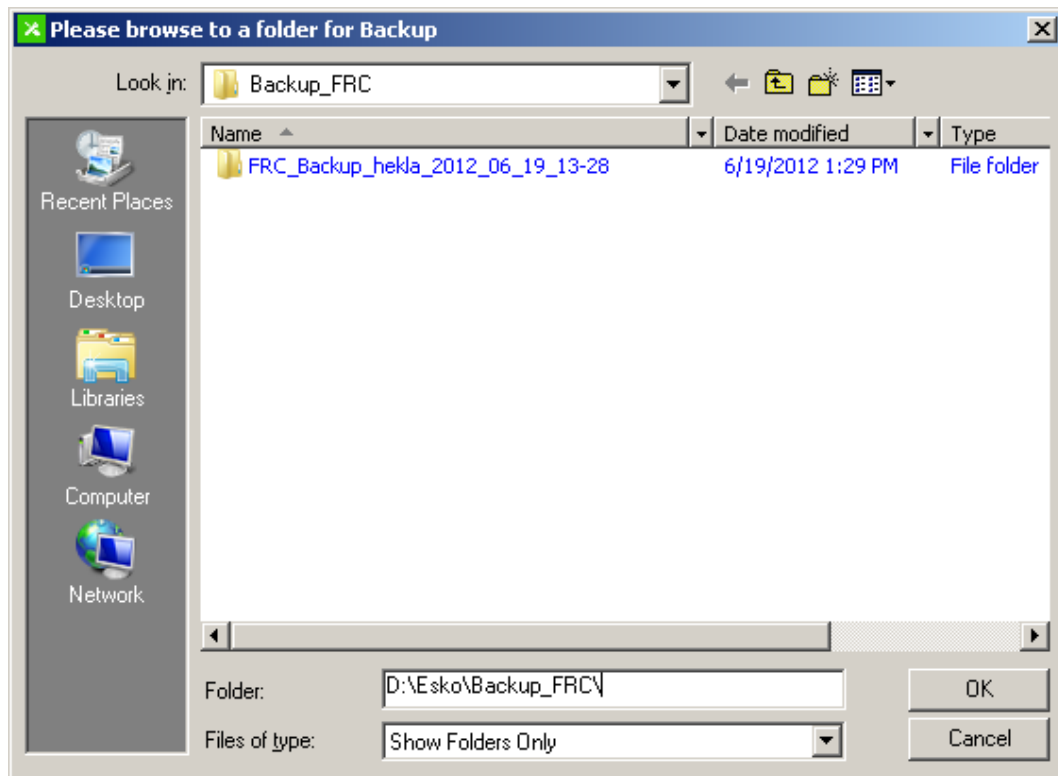 Please browse to a folder for Backup
Look in: Backup_FRC
Name Date modified Type
FRC_Backup_hekla_2012_06_19_13-28 6/19/2012 1:29 PM File folder
Recent Places
Desktop
Libraries
Computer
Network
Folder: D:\Esko\Backup_FRC\ OK
Files of type: Show Folders Only Cancel